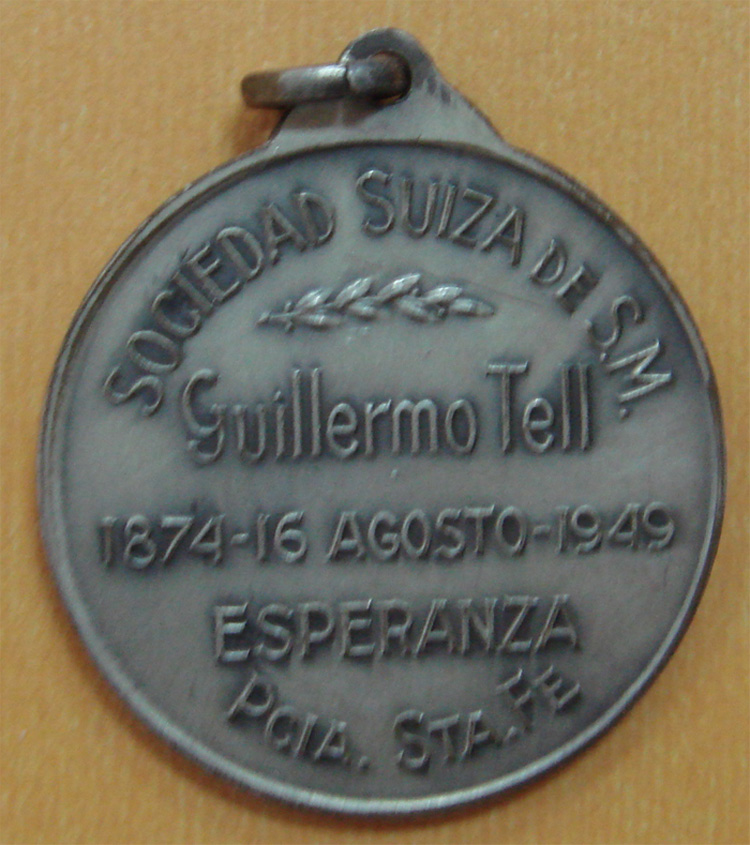 SOCIEDAD SUIZA DE S.M.
Guillermo Tell
1874-16 AGOSTO-1949
ESPERANZA
PCIA. STA. FE